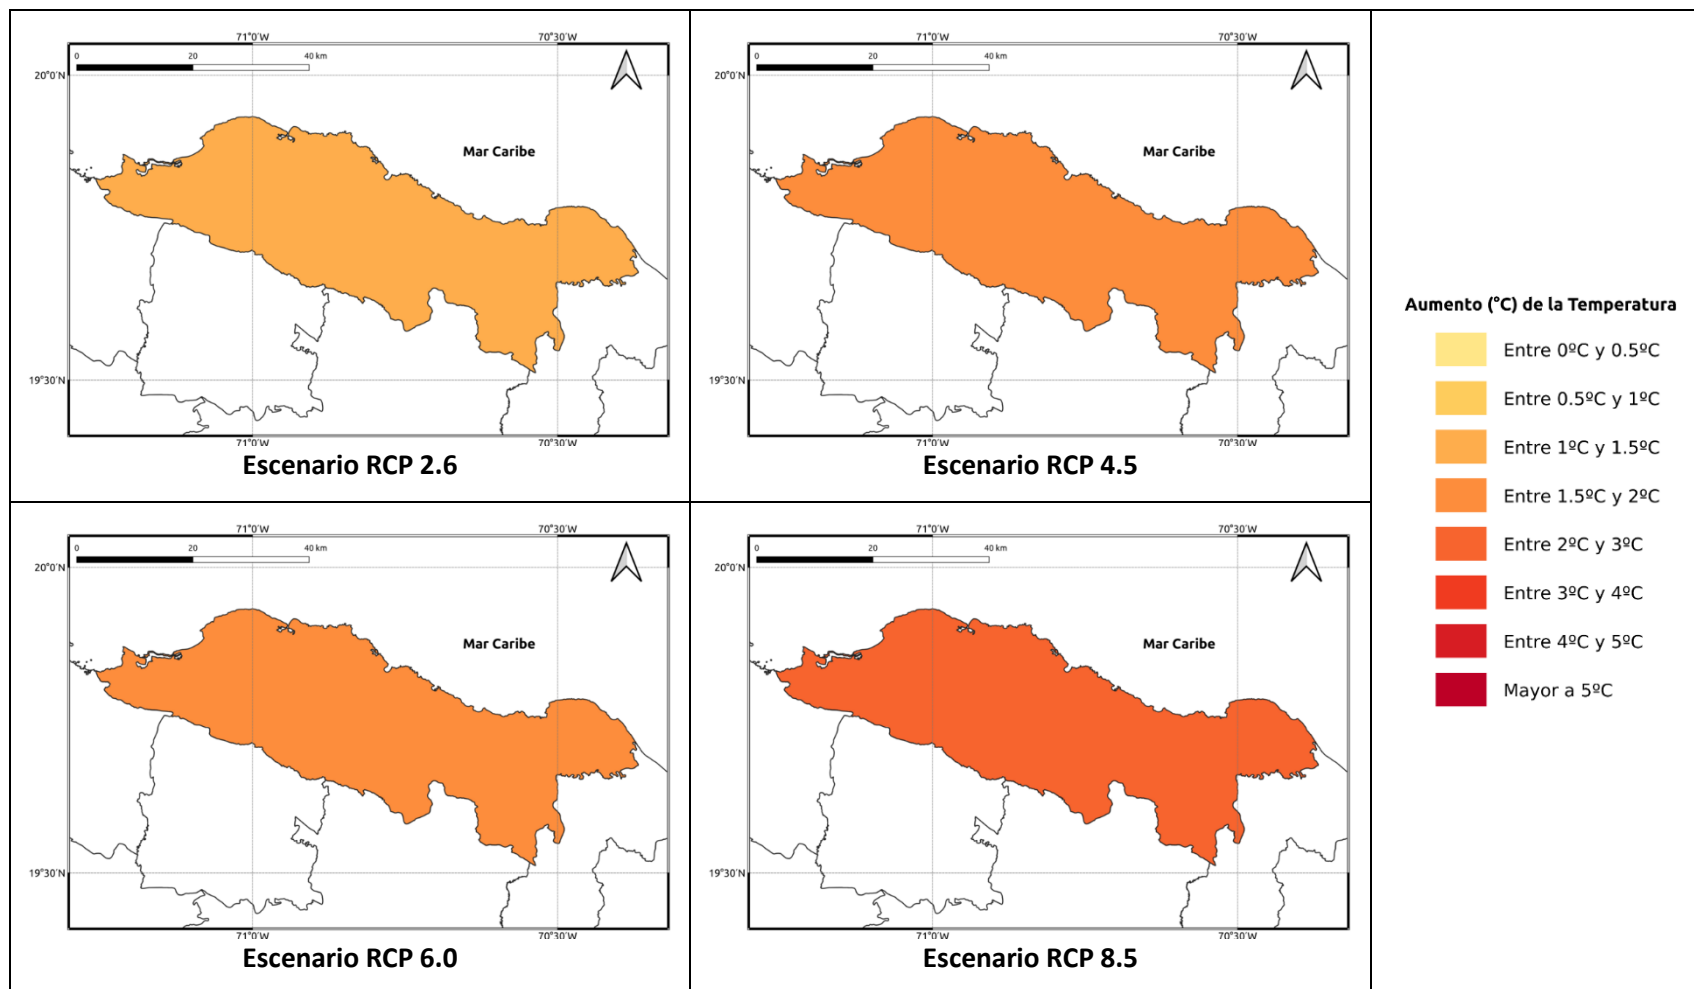 71°0'W 70°30'W
0 20 40 km
20°0'N
Mar Caribe
19°30'N
71°0'W 70°30'W
Escenario RCP 2.6
71°0'W 70°30'W
0 20 40 km
20°0'N
Mar Caribe
19°30'N
71°0'W 70°30'W
Escenario RCP 4.5
71°0'W 70°30'W
0 20 40 km
20°0'N
Mar Caribe
19°30'N
71°0'W 70°30'W
Escenario RCP 6.0
71°0'W 70°30'W
0 20 40 km
20°0'N
Mar Caribe
19°30'N
71°0'W 70°30'W
Escenario RCP 8.5
Aumento (°C) de la Temperatura
Entre 0ºC y 0.5ºC
Entre 0.5ºC y 1ºC
Entre 1ºC y 1.5ºC
Entre 1.5ºC y 2ºC
Entre 2ºC y 3ºC
Entre 3ºC y 4ºC
Entre 4ºC y 5ºC
Mayor a 5ºC